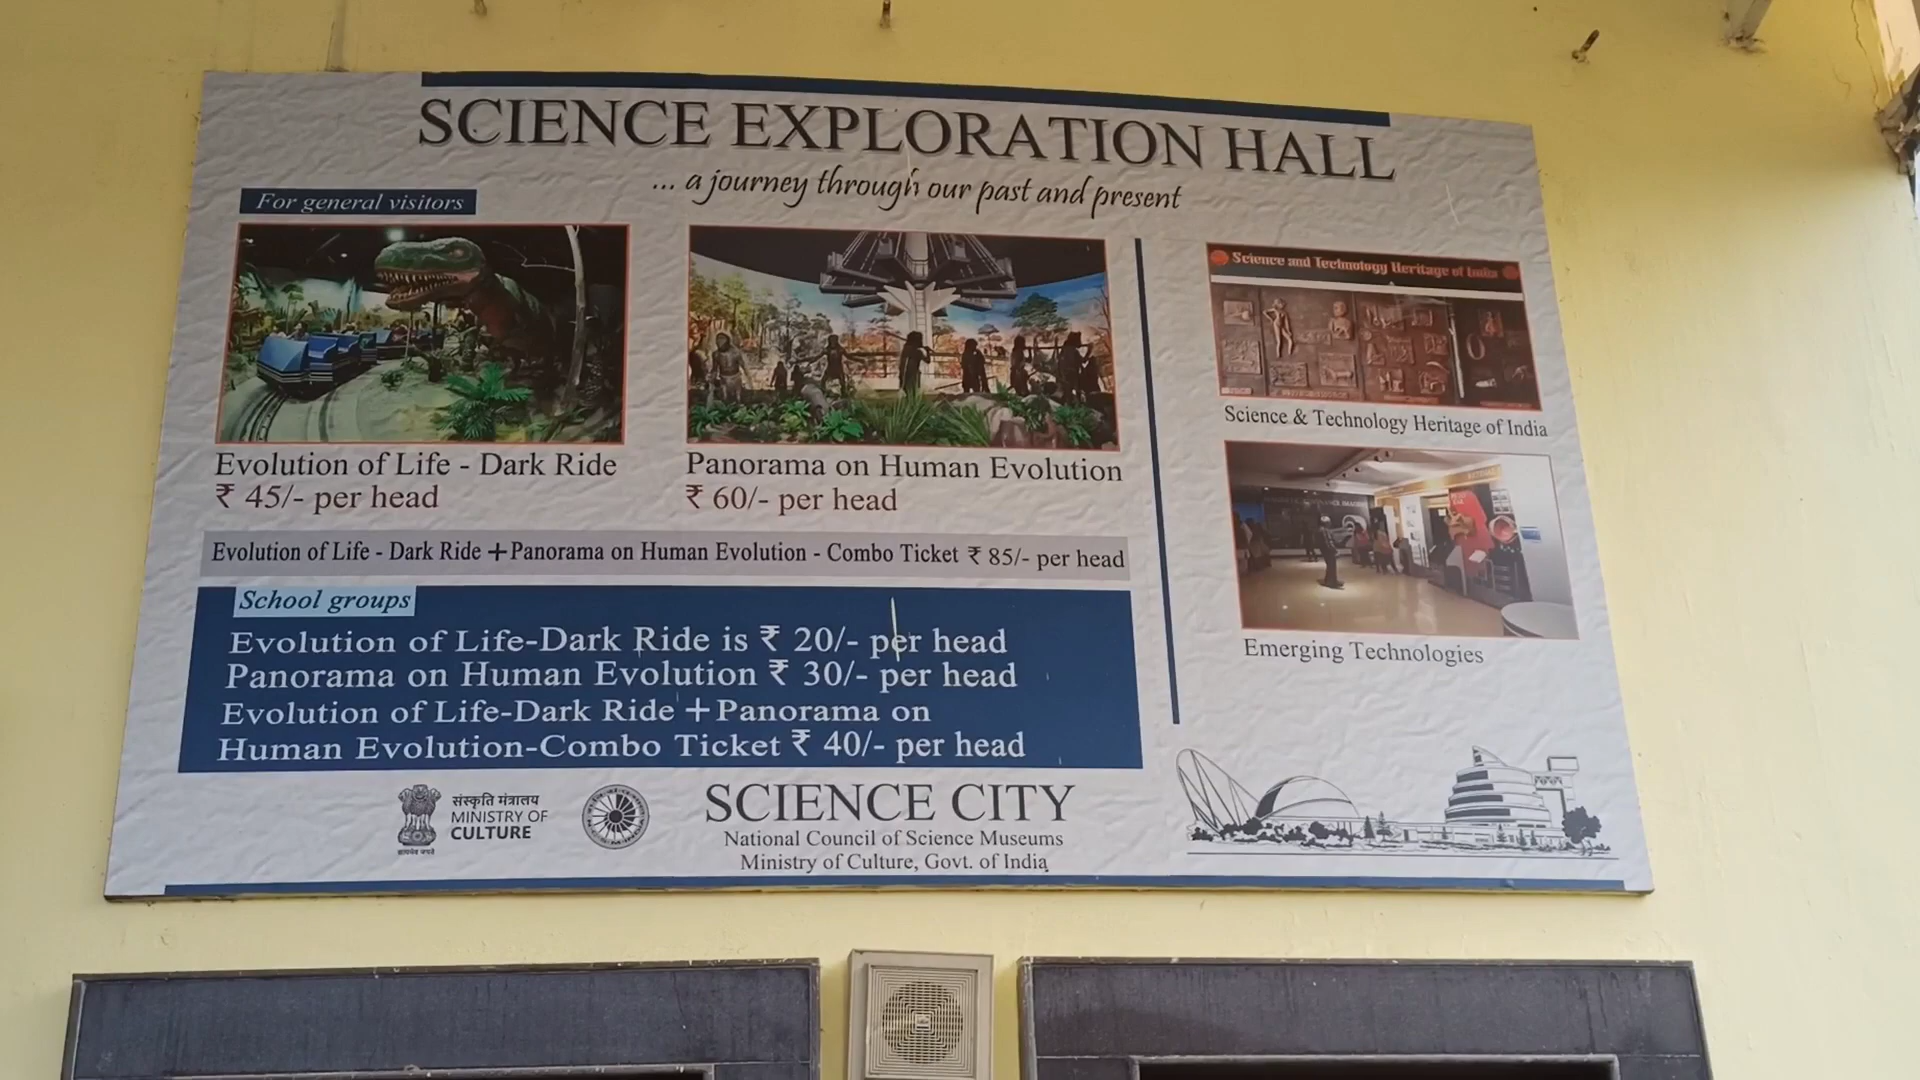 SCIENCE EXPLORATION HALL
... a journey through our past and present
For general visitors
Evolution of Life - Dark Ride
₹ 45/- per head
Panorama on Human Evolution
₹ 60/- per head
Evolution of Life - Dark Ride + Panorama on Human Evolution - Combo Ticket ₹ 85/- per head
School groups
Evolution of Life-Dark Ride is ₹ 20/- per head
Panorama on Human Evolution ₹ 30/- per head
Evolution of Life-Dark Ride + Panorama on
Human Evolution-Combo Ticket ₹ 40/- per head
Science and Technology Heritage of India
Science & Technology Heritage of India
Emerging Technologies
संस्कृति मंत्रालय
MINISTRY OF
CULTURE
सत्यमेव जयते
SCIENCE CITY
National Council of Science Museums
Ministry of Culture, Govt. of India